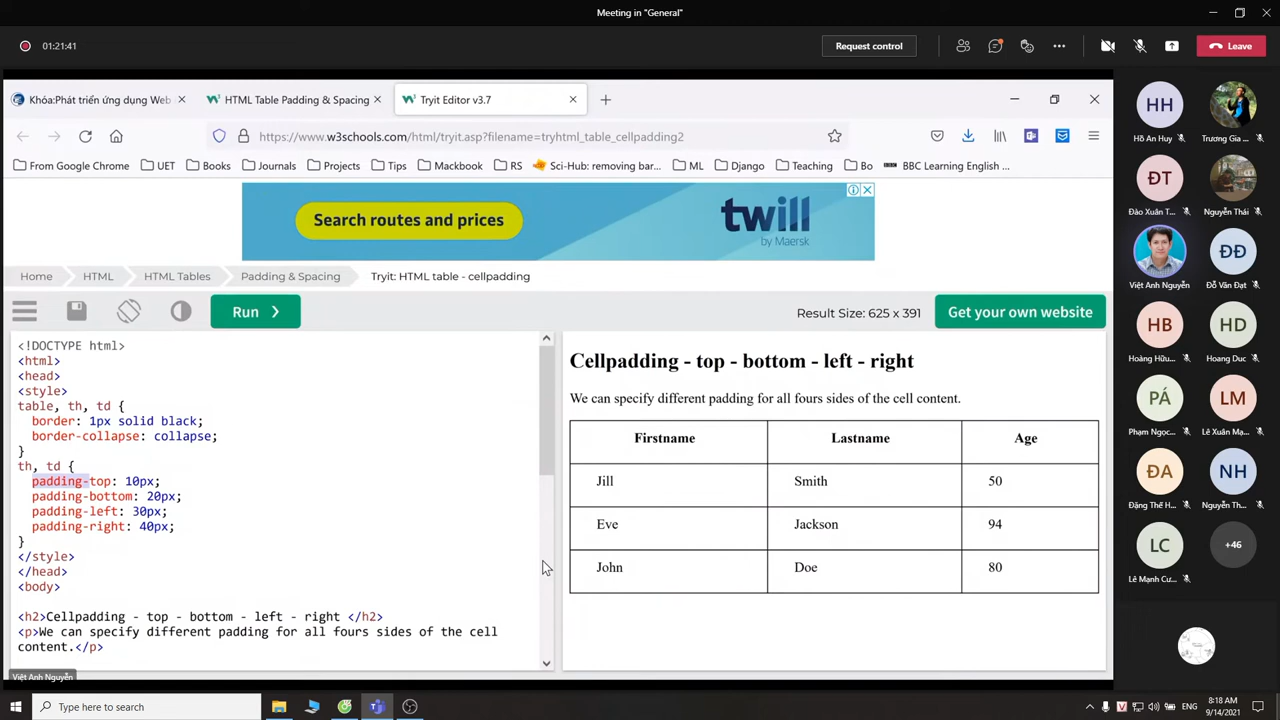 Meeting in "General"
01:21:41
Request control
Leave
Khóa:Phát triển ứng dụng Web
HTML Table Padding & Spacing
Tryit Editor v3.7
https://www.w3schools.com/html/tryit.asp?filename=tryhtml_table_cellpadding2
From Google Chrome
UET
Books
Journals
Projects
Tips
Mackbook
RS
Sci-Hub: removing bar...
ML
Django
Teaching
Bo
BBC
BBC Learning English ...
Search routes and prices
twill
by Maersk
Home
HTML
HTML Tables
Padding & Spacing
Tryit: HTML table - cellpadding
Run ❯
Result Size: 625 x 391
Get your own website
<!DOCTYPE html>
<html>
<head>
<style>
table, th, td {
border: 1px solid black;
border-collapse: collapse;
}
th, td {
padding-top: 10px;
padding-bottom: 20px;
padding-left: 30px;
padding-right: 40px;
}
</style>
</head>
<body>
<h2>Cellpadding - top - bottom - left - right </h2>
<p>We can specify different padding for all fours sides of the cell
content.</p>
Cellpadding - top - bottom - left - right
We can specify different padding for all fours sides of the cell content.
Firstname Lastname Age
Jill Smith 50
Eve Jackson 94
John Doe 80
Việt Anh Nguyễn
HH
Hồ An Huy
Trương Gia ...
ĐT
Đào Xuân T...
Nguyễn Thái
Việt Anh Nguyễn
ĐĐ
Đỗ Văn Đạt
HB
Hoàng Hữu...
HD
Hoang Duc
PÁ
Phạm Ngọc...
LM
Lê Xuân Mạ...
ĐA
Đặng Thế H...
NH
Nguyễn Th...
LC
Lê Mạnh Cư...
+46
Type here to search
V
ENG
8:18 AM
9/14/2021